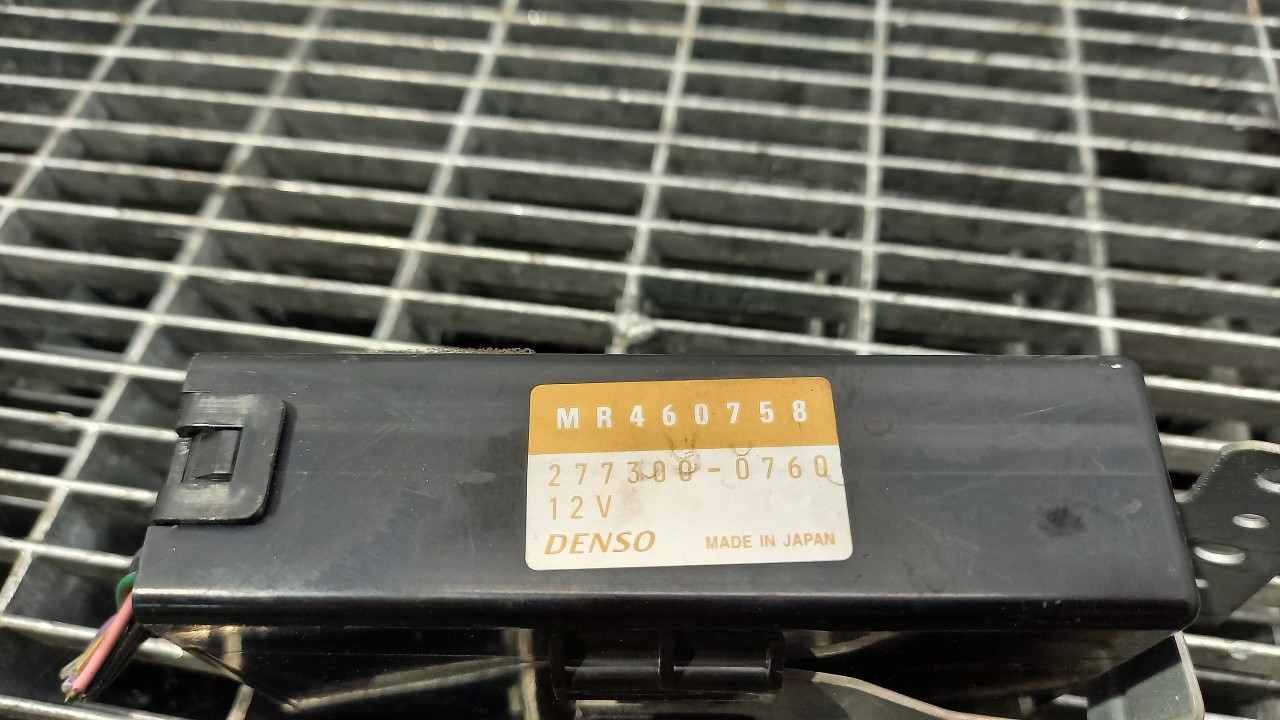 MR460758
277300-0760
12V
DENSO MADE IN JAPAN